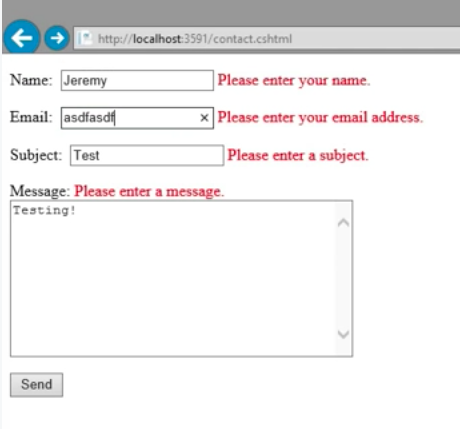 http://localhost:3591/contact.cshtml
Name: Jeremy Please enter your name.
Email: asdfasdf × Please enter your email address.
Subject: Test Please enter a subject.
Message: Please enter a message.
Testing!
Send